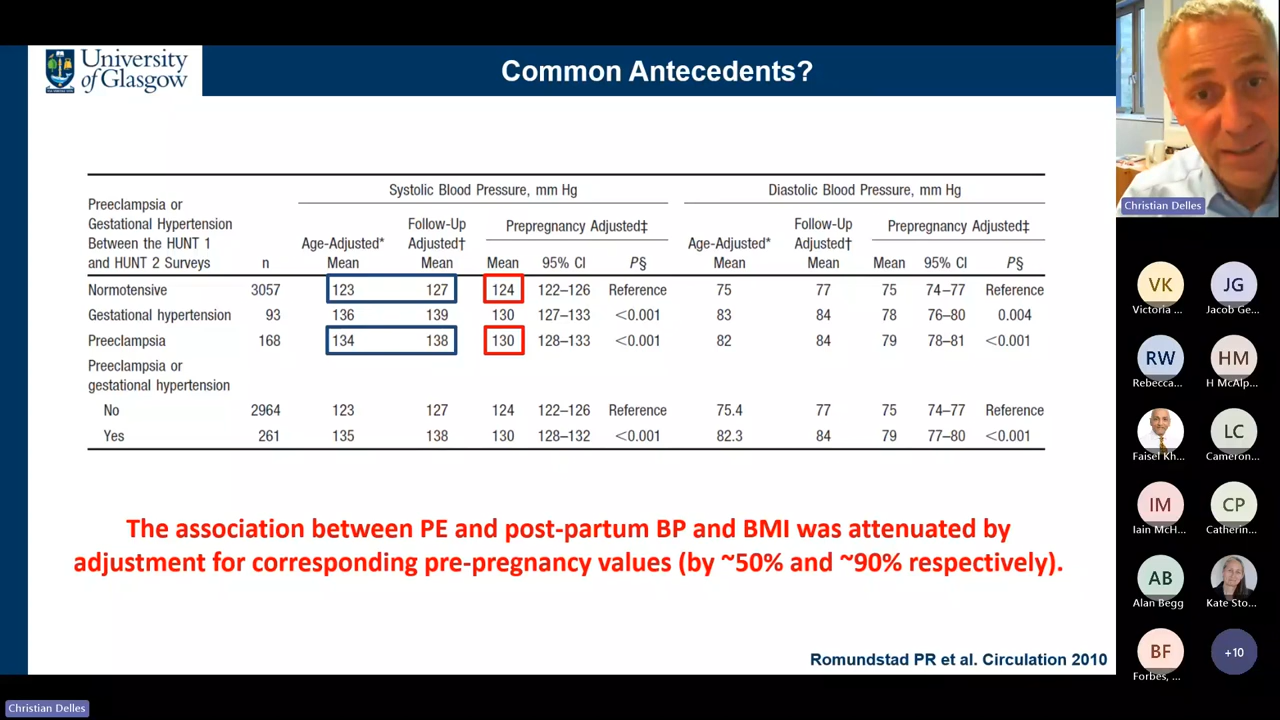 University
of Glasgow
Common Antecedents?
Systolic Blood Pressure, mm Hg Diastolic Blood Pressure, mm Hg
Preeclampsia or
Gestational Hypertension Follow-Up Prepregnancy Adjusted‡ Follow-Up Prepregnancy Adjusted‡
Between the HUNT 1 Age-Adjusted* Adjusted† Age-Adjusted* Adjusted†
and HUNT 2 Surveys n Mean Mean Mean 95% CI P§ Mean Mean Mean 95% CI P§
Normotensive 3057 123 127 124 122–126 Reference 75 77 75 74–77 Reference
Gestational hypertension 93 136 139 130 127–133 <0.001 83 84 78 76–80 0.004
Preeclampsia 168 134 138 130 128–133 <0.001 82 84 79 78–81 <0.001
Preeclampsia or
gestational hypertension
No 2964 123 127 124 122–126 Reference 75.4 77 75 74–77 Reference
Yes 261 135 138 130 128–132 <0.001 82.3 84 79 77–80 <0.001
The association between PE and post-partum BP and BMI was attenuated by
adjustment for corresponding pre-pregnancy values (by ~50% and ~90% respectively).
Romundstad PR et al. Circulation 2010
Christian Delles
Christian Delles
VK JG
Victoria ... Jacob Ge...
RW HM
Rebecca... H McAlp...
LC
Faisel Kh... Cameron...
IM CP
Iain McH... Catherin...
AB
Alan Begg Kate Sto...
BF +10
Forbes, ...